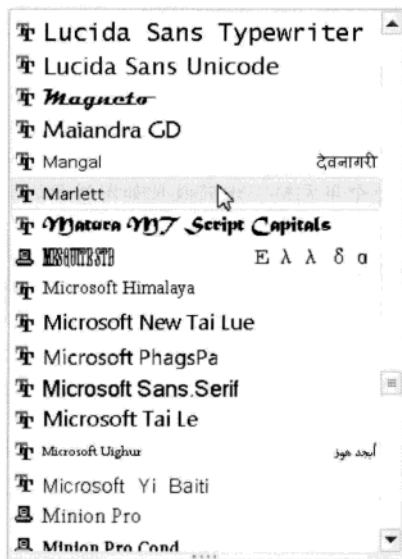 Lucida Sans Typewriter
Lucida Sans Unicode
Magneto
Maiandra GD
Mangal देवनागरी
Marlett
Matura MT Script Capitals
Ελλδα
Microsoft Himalaya
Microsoft New Tai Lue
Microsoft PhagsPa
Microsoft Sans Serif
Microsoft Tai Le
Microsoft Uighur أبجد هوز
Microsoft Yi Baiti
Minion Pro
Minion Pro Cond